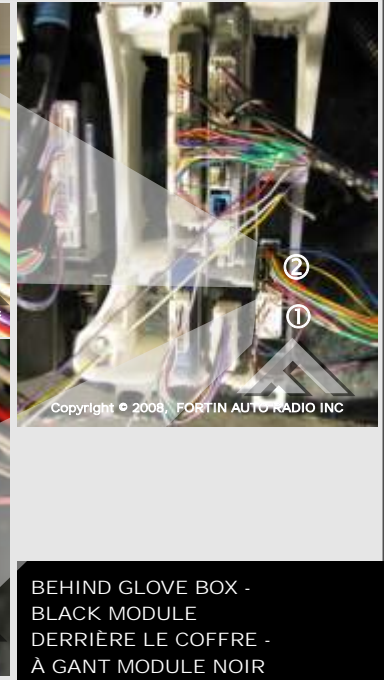 ②
①
Copyright © 2008, FORTIN AUTO RADIO INC
BEHIND GLOVE BOX -
BLACK MODULE
DERRIÈRE LE COFFRE -
À GANT MODULE NOIR